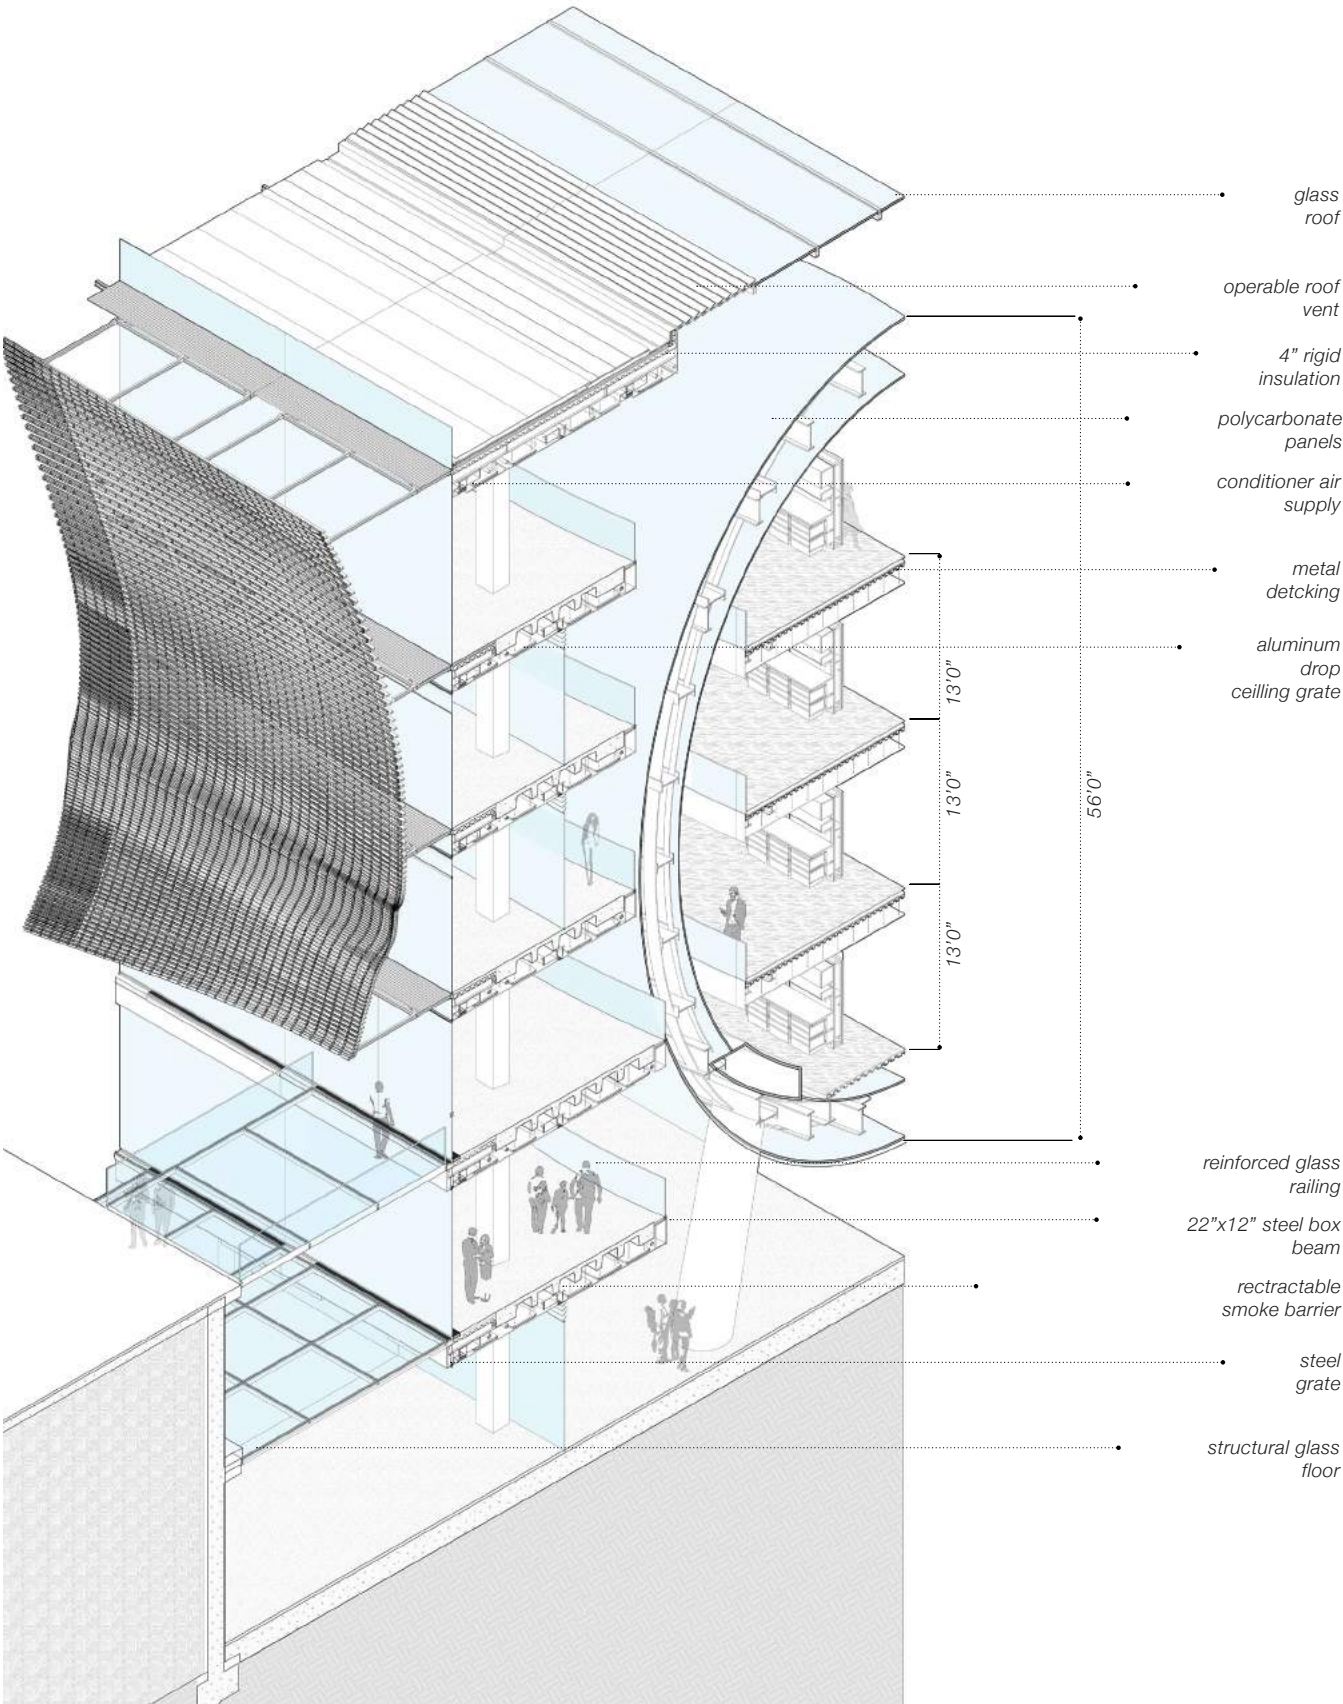 glass
roof
operable roof
vent
4” rigid
insulation
polycarbonate
panels
conditioner air
supply
metal
detcking
aluminum
drop
ceilling grate
13’0”
13’0”
13’0”
56’0”
reinforced glass
railing
22”x12” steel box
beam
rectractable
smoke barrier
steel
grate
structural glass
floor